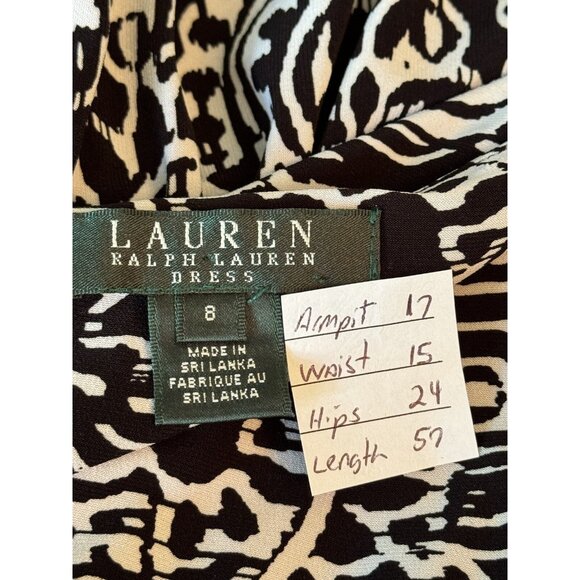 LAUREN
RALPH LAUREN
DRESS
8
MADE IN
SRI LANKA
FABRIQUE AU
SRI LANKA
Armpit 17
Waist 15
Hips 24
Length 57